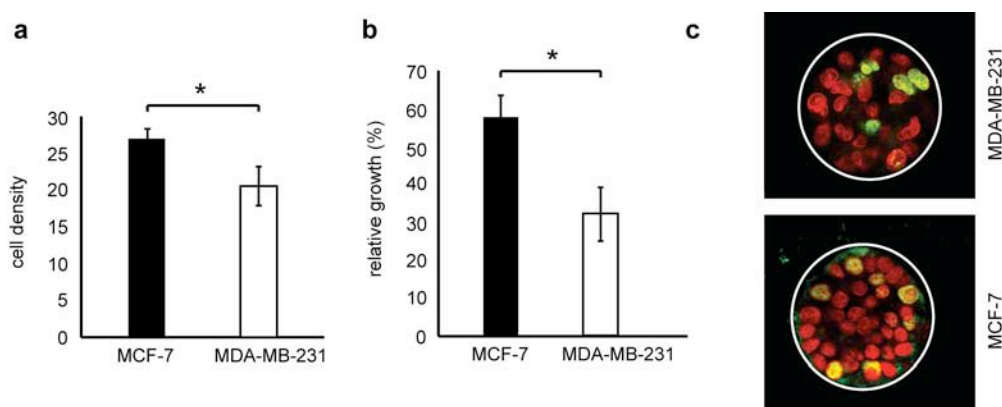 a
*
cell density
30
25
20
15
10
5
0
MCF-7 MDA-MB-231
b
*
relative growth (%)
70
60
50
40
30
20
10
0
MCF-7 MDA-MB-231
c
MDA-MB-231
MCF-7